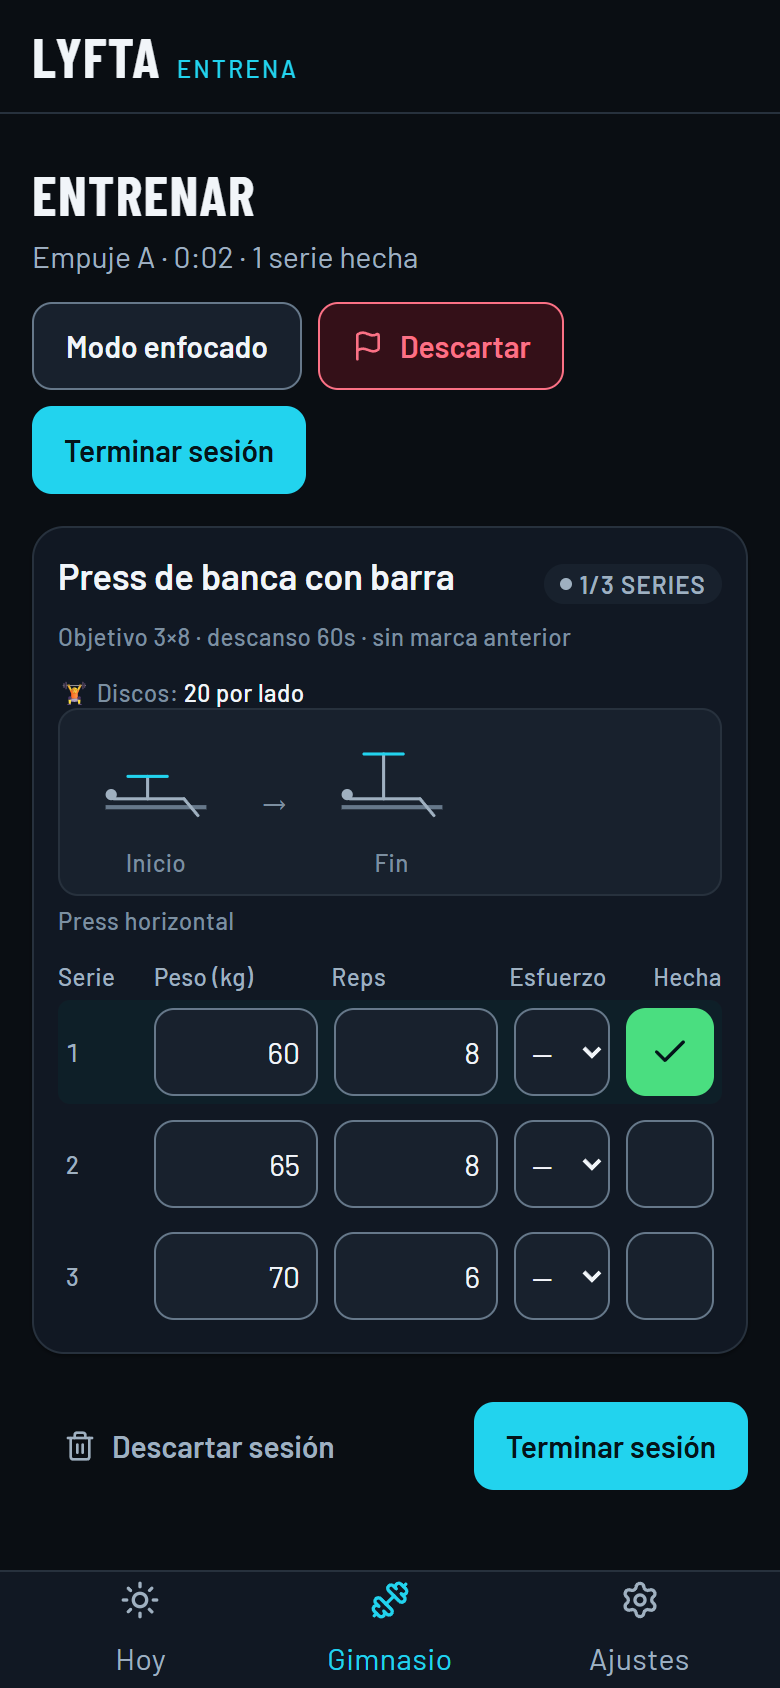 LYFTA ENTRENA
ENTRENAR
Empuje A · 0:02 · 1 serie hecha
Modo enfocado
Descartar
Terminar sesión
Press de banca con barra
1/3 SERIES
Objetivo 3×8 · descanso 60s · sin marca anterior
Discos: 20 por lado
→
Inicio
Fin
Press horizontal
Serie Peso (kg) Reps Esfuerzo Hecha
1 60 8 —
2 65 8 —
3 70 6 —
Descartar sesión
Terminar sesión
Hoy
Gimnasio
Ajustes